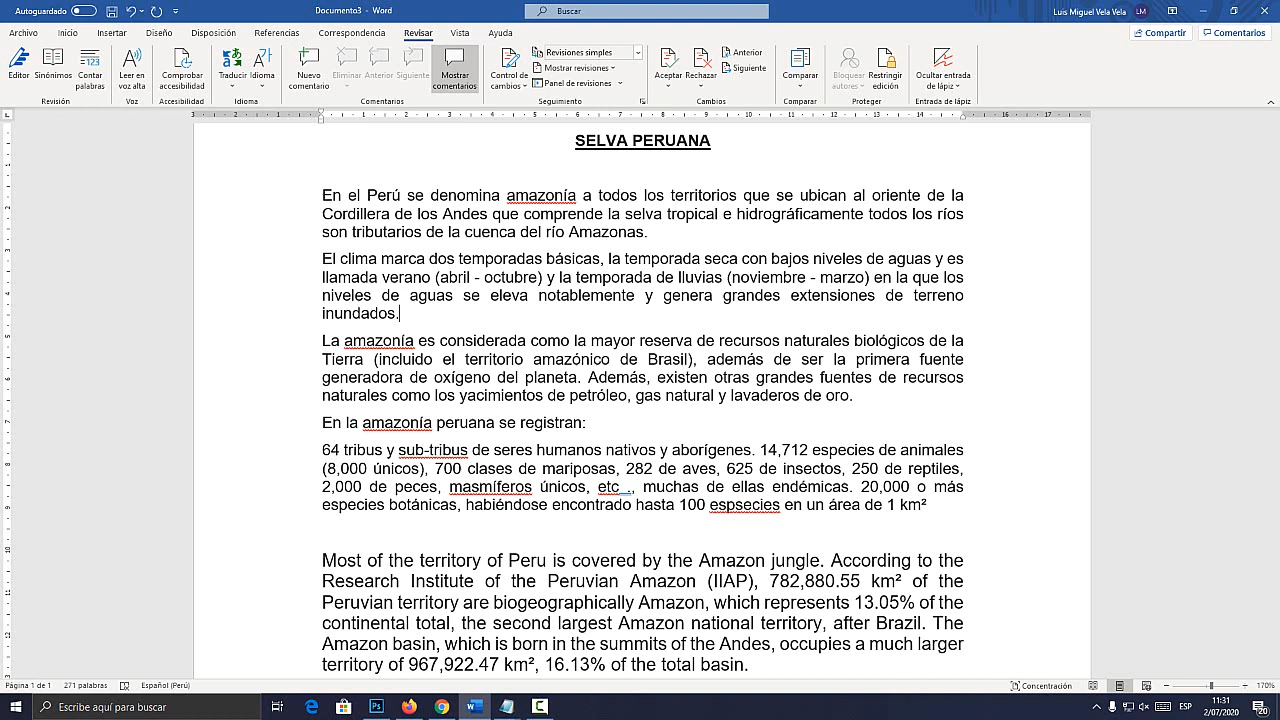 Autoguardado
Documento3 - Word
Buscar
Luis Miguel Vela Vela
LM
Archivo Inicio Insertar Diseño Disposición Referencias Correspondencia Revisar Vista Ayuda
Compartir
Comentarios
Editor
Sinónimos
Contar palabras
Revisión
Leer en voz alta
Voz
Comprobar accesibilidad
Accesibilidad
Traducir
Idioma
Idioma
Nuevo comentario
Eliminar
Anterior
Siguiente
Mostrar comentarios
Comentarios
Control de cambios
Revisiones simples
Mostrar revisiones
Panel de revisiones
Seguimiento
Aceptar
Rechazar
Anterior
Siguiente
Cambios
Comparar
Comparar
Bloquear autores
Restringir edición
Proteger
Ocultar entrada de lápiz
Entrada de lápiz
3 2 1 1 2 3 4 5 6 7 8 9 10 11 12 13 14 16 17
SELVA PERUANA
En el Perú se denomina amazonía a todos los territorios que se ubican al oriente de la
Cordillera de los Andes que comprende la selva tropical e hidrográficamente todos los ríos
son tributarios de la cuenca del río Amazonas.
El clima marca dos temporadas básicas, la temporada seca con bajos niveles de aguas y es
llamada verano (abril - octubre) y la temporada de lluvias (noviembre - marzo) en la que los
niveles de aguas se eleva notablemente y genera grandes extensiones de terreno
inundados.
La amazonía es considerada como la mayor reserva de recursos naturales biológicos de la
Tierra (incluido el territorio amazónico de Brasil), además de ser la primera fuente
generadora de oxígeno del planeta. Además, existen otras grandes fuentes de recursos
naturales como los yacimientos de petróleo, gas natural y lavaderos de oro.
En la amazonía peruana se registran:
64 tribus y sub-tribus de seres humanos nativos y aborígenes. 14,712 especies de animales
(8,000 únicos), 700 clases de mariposas, 282 de aves, 625 de insectos, 250 de reptiles,
2,000 de peces, masmíferos únicos, etc ., muchas de ellas endémicas. 20,000 o más
especies botánicas, habiéndose encontrado hasta 100 espsecies en un área de 1 km²
Most of the territory of Peru is covered by the Amazon jungle. According to the
Research Institute of the Peruvian Amazon (IIAP), 782,880.55 km² of the
Peruvian territory are biogeographically Amazon, which represents 13.05% of the
continental total, the second largest Amazon national territory, after Brazil. The
Amazon basin, which is born in the summits of the Andes, occupies a much larger
territory of 967,922.47 km², 16.13% of the total basin.
Página 1 de 1
271 palabras
Español (Perú)
Concentración
170%
Escribe aquí para buscar
ESP
11:31
2/07/2020